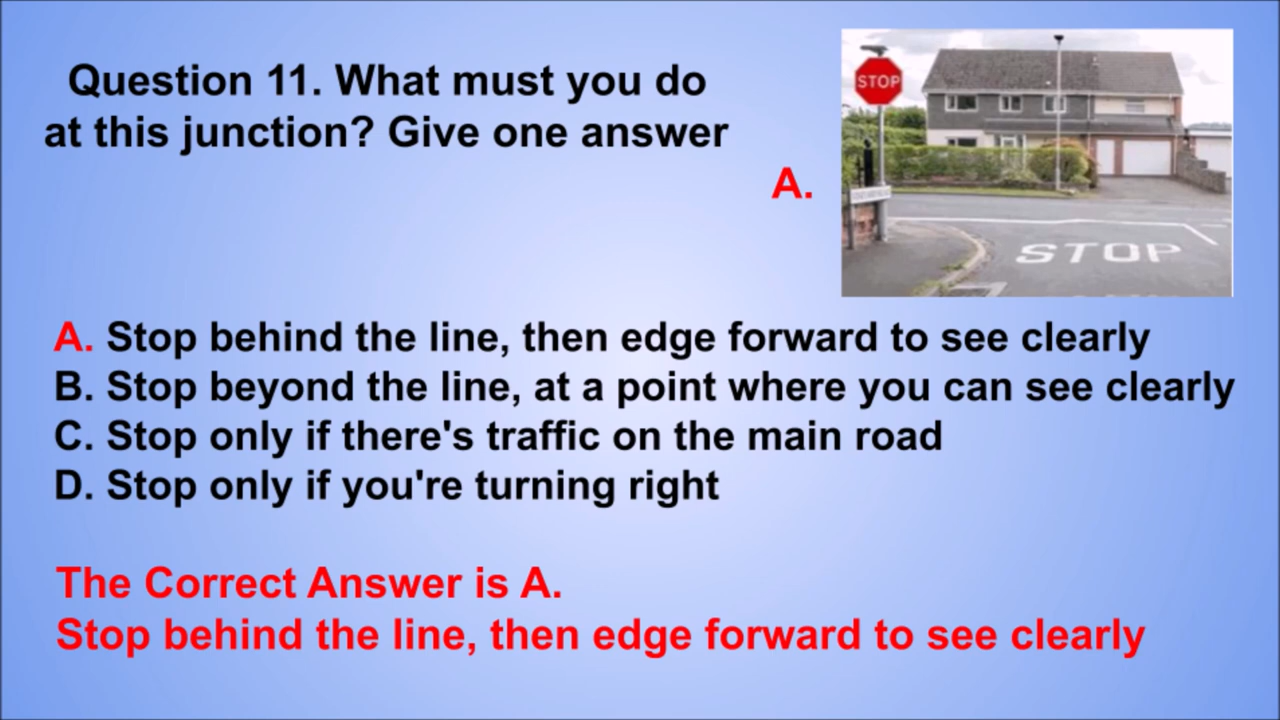 Question 11. What must you do
at this junction? Give one answer
A.
STOP
STOP
A. Stop behind the line, then edge forward to see clearly
B. Stop beyond the line, at a point where you can see clearly
C. Stop only if there's traffic on the main road
D. Stop only if you're turning right
The Correct Answer is A.
Stop behind the line, then edge forward to see clearly